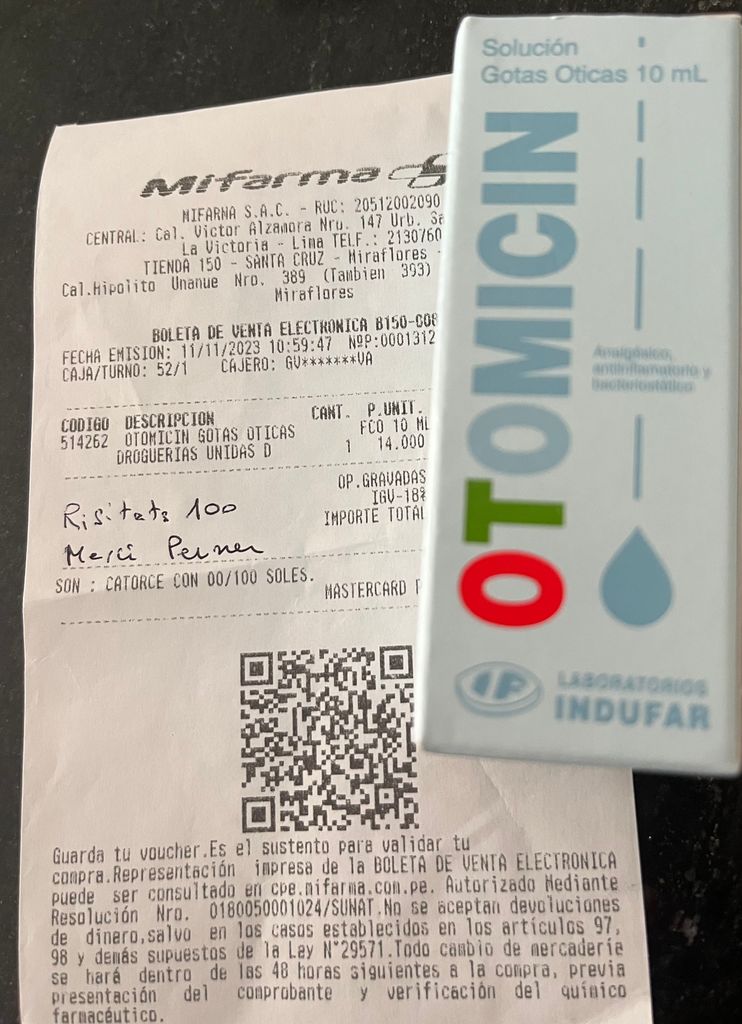 Mifarma
MIFARMA S.A.C. - RUC: 20512002090
CENTRAL: Cal. Victor Alzamora Nro. 147 Urb. Sa
La Victoria - Lima TELF.: 2130760
TIENDA 150 - SANTA CRUZ - Miraflores -
Cal.Hipolito Unanue Nro. 389 (Tambien 393)
Miraflores
BOLETA DE VENTA ELECTRONICA B150-008
FECHA EMISION: 11/11/2023 10:59:47 NºP:0001312
CAJA/TURNO: 52/1 CAJERO: GV*******VA
CODIGO DESCRIPCION CANT. P.UNIT.
514262 OTOMICIN GOTAS OTICAS FCO 10 ML
DROGUERIAS UNIDAS D 1 14.000
OP.GRAVADAS
IGV-18%
IMPORTE TOTAL
100
Merci
SON : CATORCE CON 00/100 SOLES.
MASTERCARD
Guarda tu voucher.Es el sustento para validar tu
compra.Representación impresa de la BOLETA DE VENTA ELECTRONICA
puede ser consultado en cpe.mifarma.com.pe. Autorizado Mediante
Resolución Nro. 0180050001024/SUNAT.No se aceptan devoluciones
de dinero,salvo en los casos establecidos en los artículos 97,
98 y demás supuestos de la Ley N°29571.Todo cambio de mercadería
se hará dentro de las 48 horas siguientes a la compra, previa
presentación del comprobante y verificación del químico
farmacéutico.
Solución
Gotas Oticas 10 mL
OTOMICIN
Analgésico,
antiinflamatorio y
bacteriostático
LABORATORIOS
INDUFAR